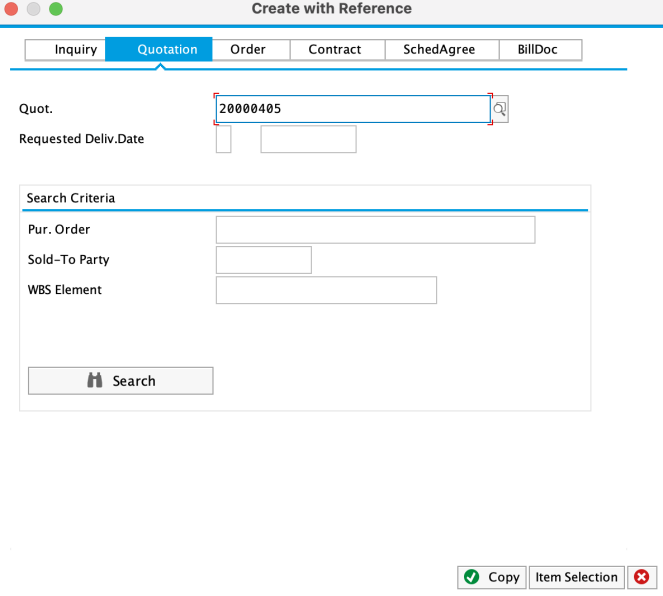 Create with Reference
Inquiry Quotation Order Contract SchedAgree BillDoc
Quot. 20000405
Requested Deliv.Date
Search Criteria
Pur. Order
Sold-To Party
WBS Element
Search
Copy Item Selection